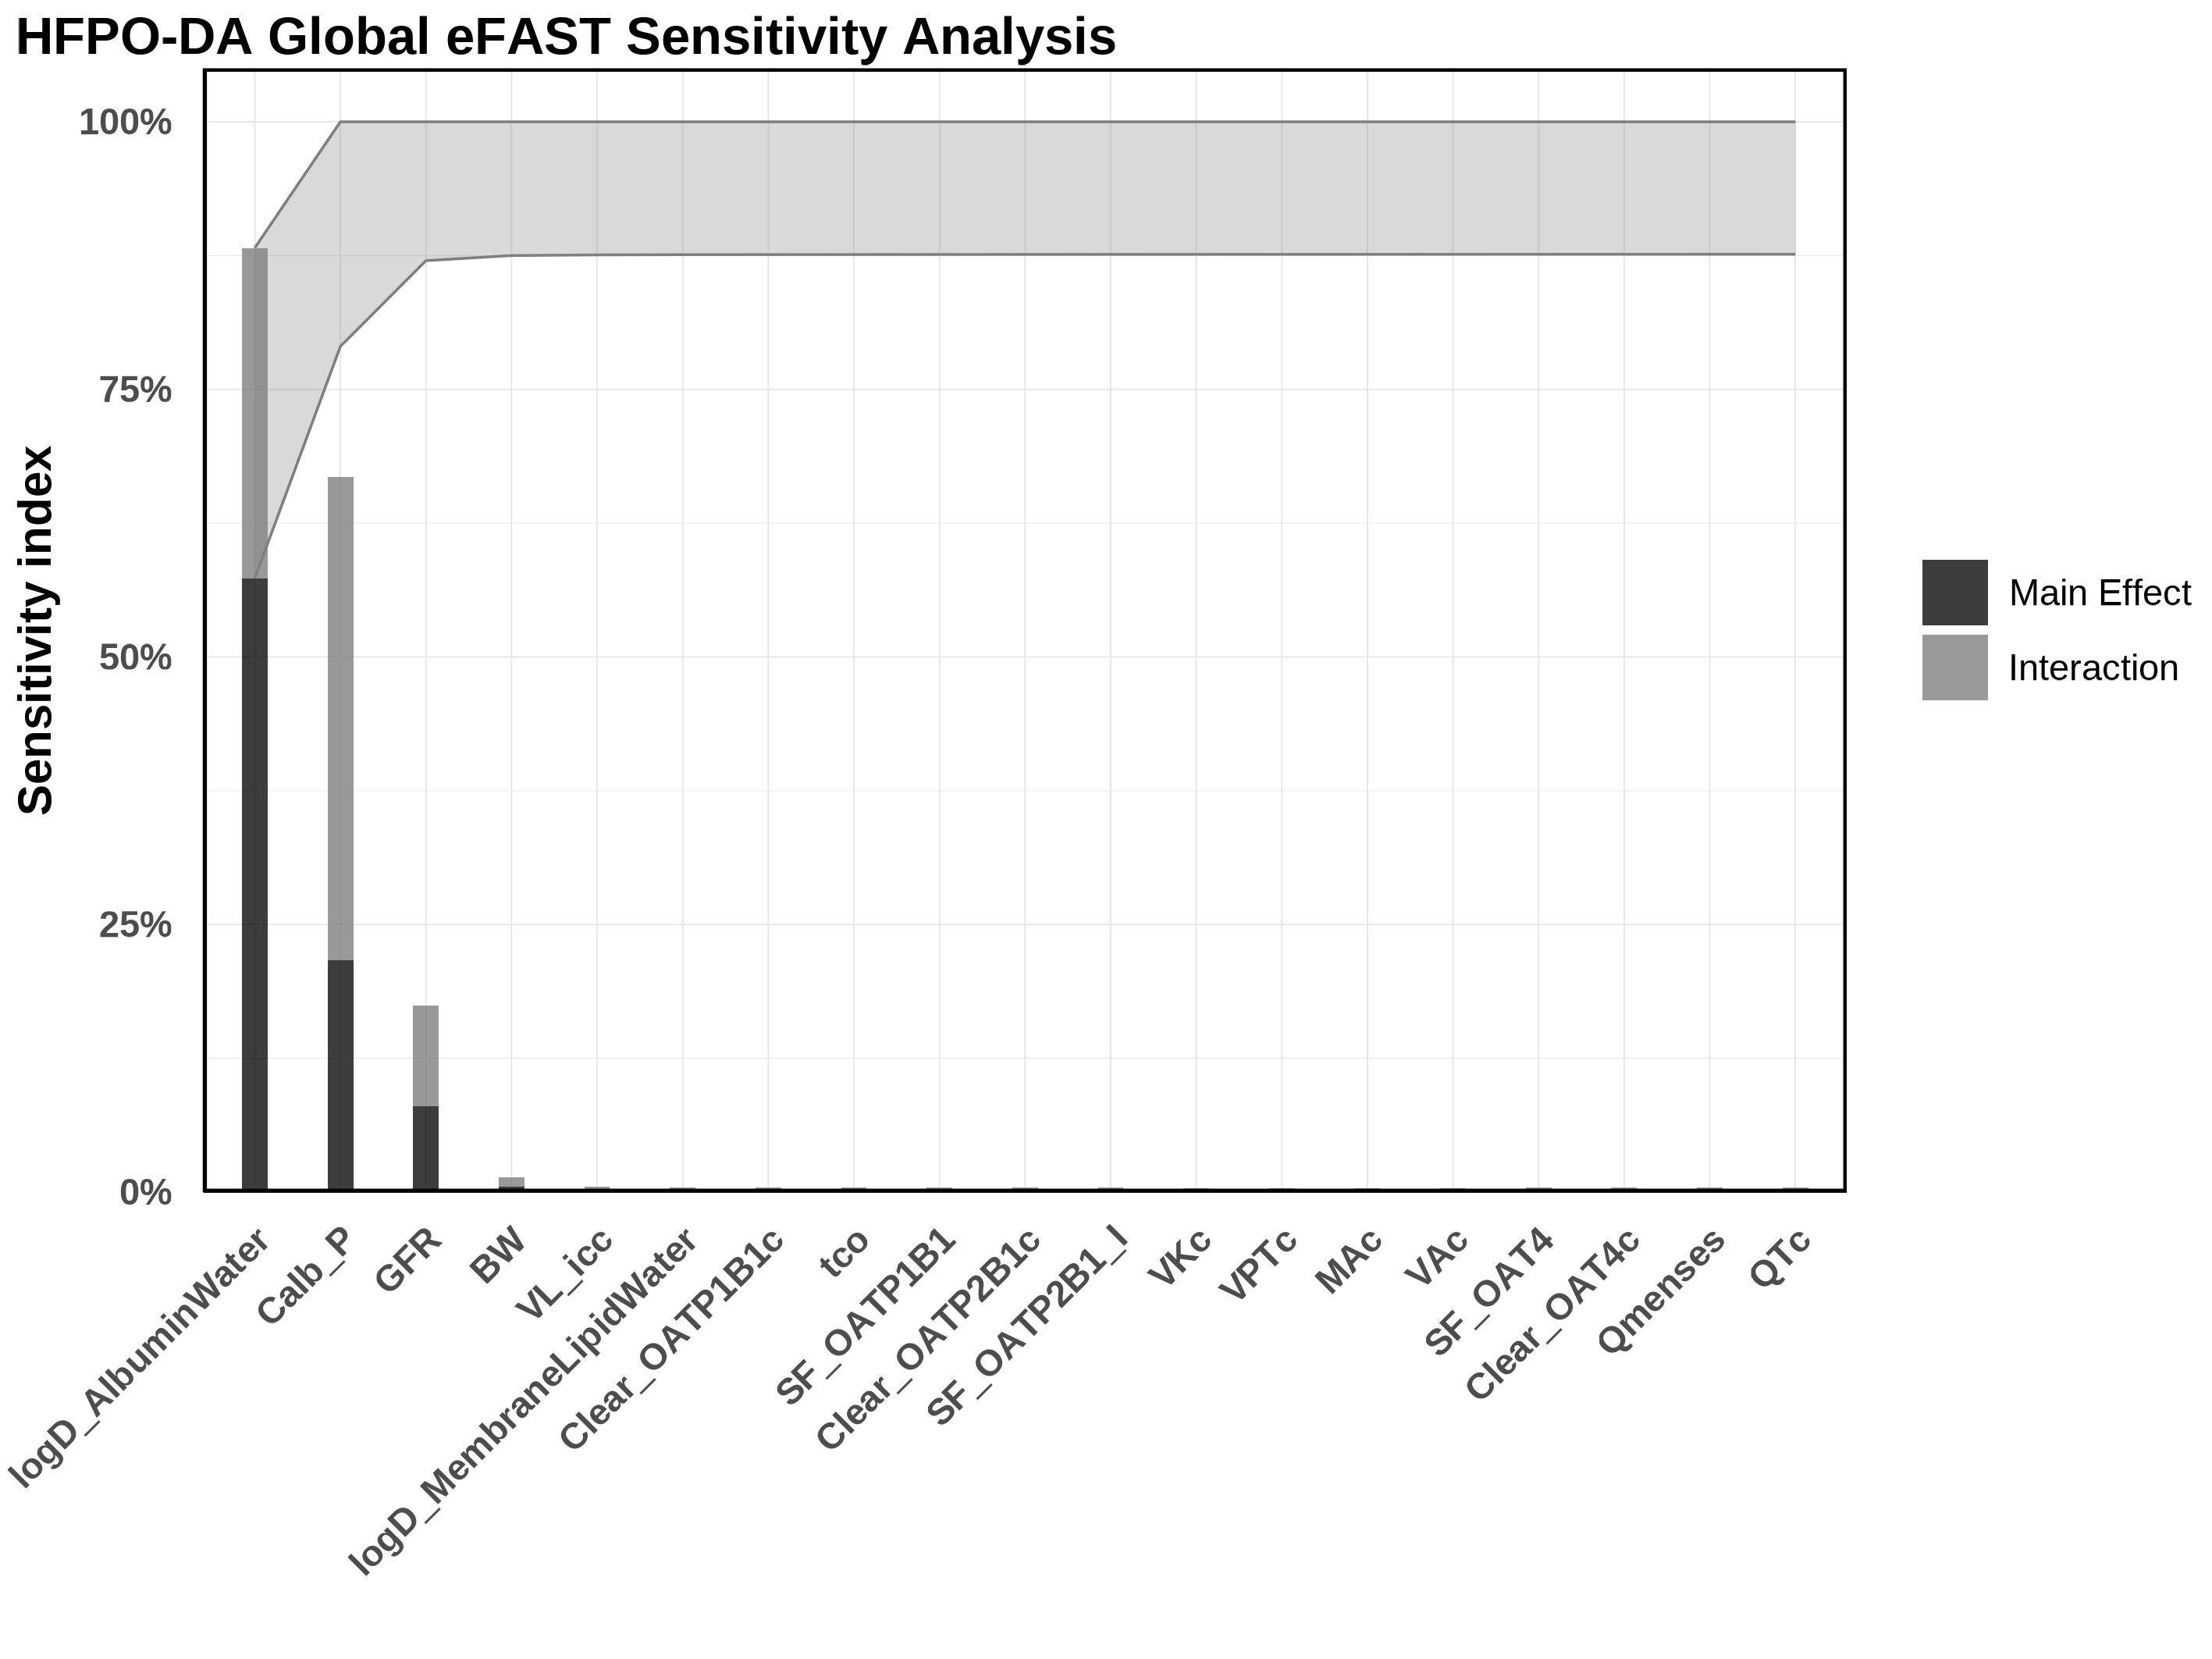 HFPO-DA Global eFAST Sensitivity Analysis
Sensitivity index
100%
75%
50%
25%
0%
Main Effect
Interaction
logD_AlbuminWater
Calb_P
GFR
BW
VL_icc
logD_MembraneLipidWater
Clear_OATP1B1c
tco
SF_OATP1B1
Clear_OATP2B1c
SF_OATP2B1_I
VKc
VPTc
MAc
VAc
SF_OAT4
Clear_OAT4c
Qmenses
QTc